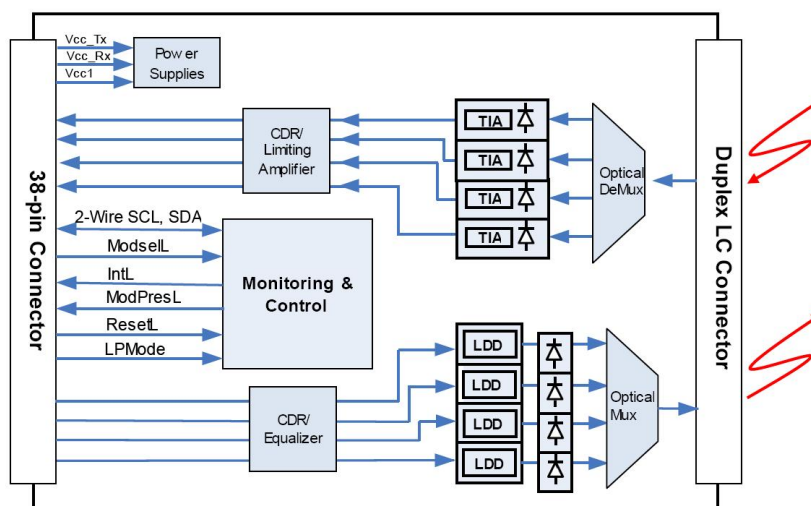 Vcc_Tx
Vcc_Rx
Vcc1
Power
Supplies
CDR/
Limiting
Amplifier
TIA
TIA
TIA
TIA
Optical
DeMux
38-pin Connector
Duplex LC Connector
2-Wire SCL, SDA
ModselL
IntL
ModPresL
ResetL
LPMode
Monitoring &
Control
CDR/
Equalizer
LDD
LDD
LDD
LDD
Optical
Mux